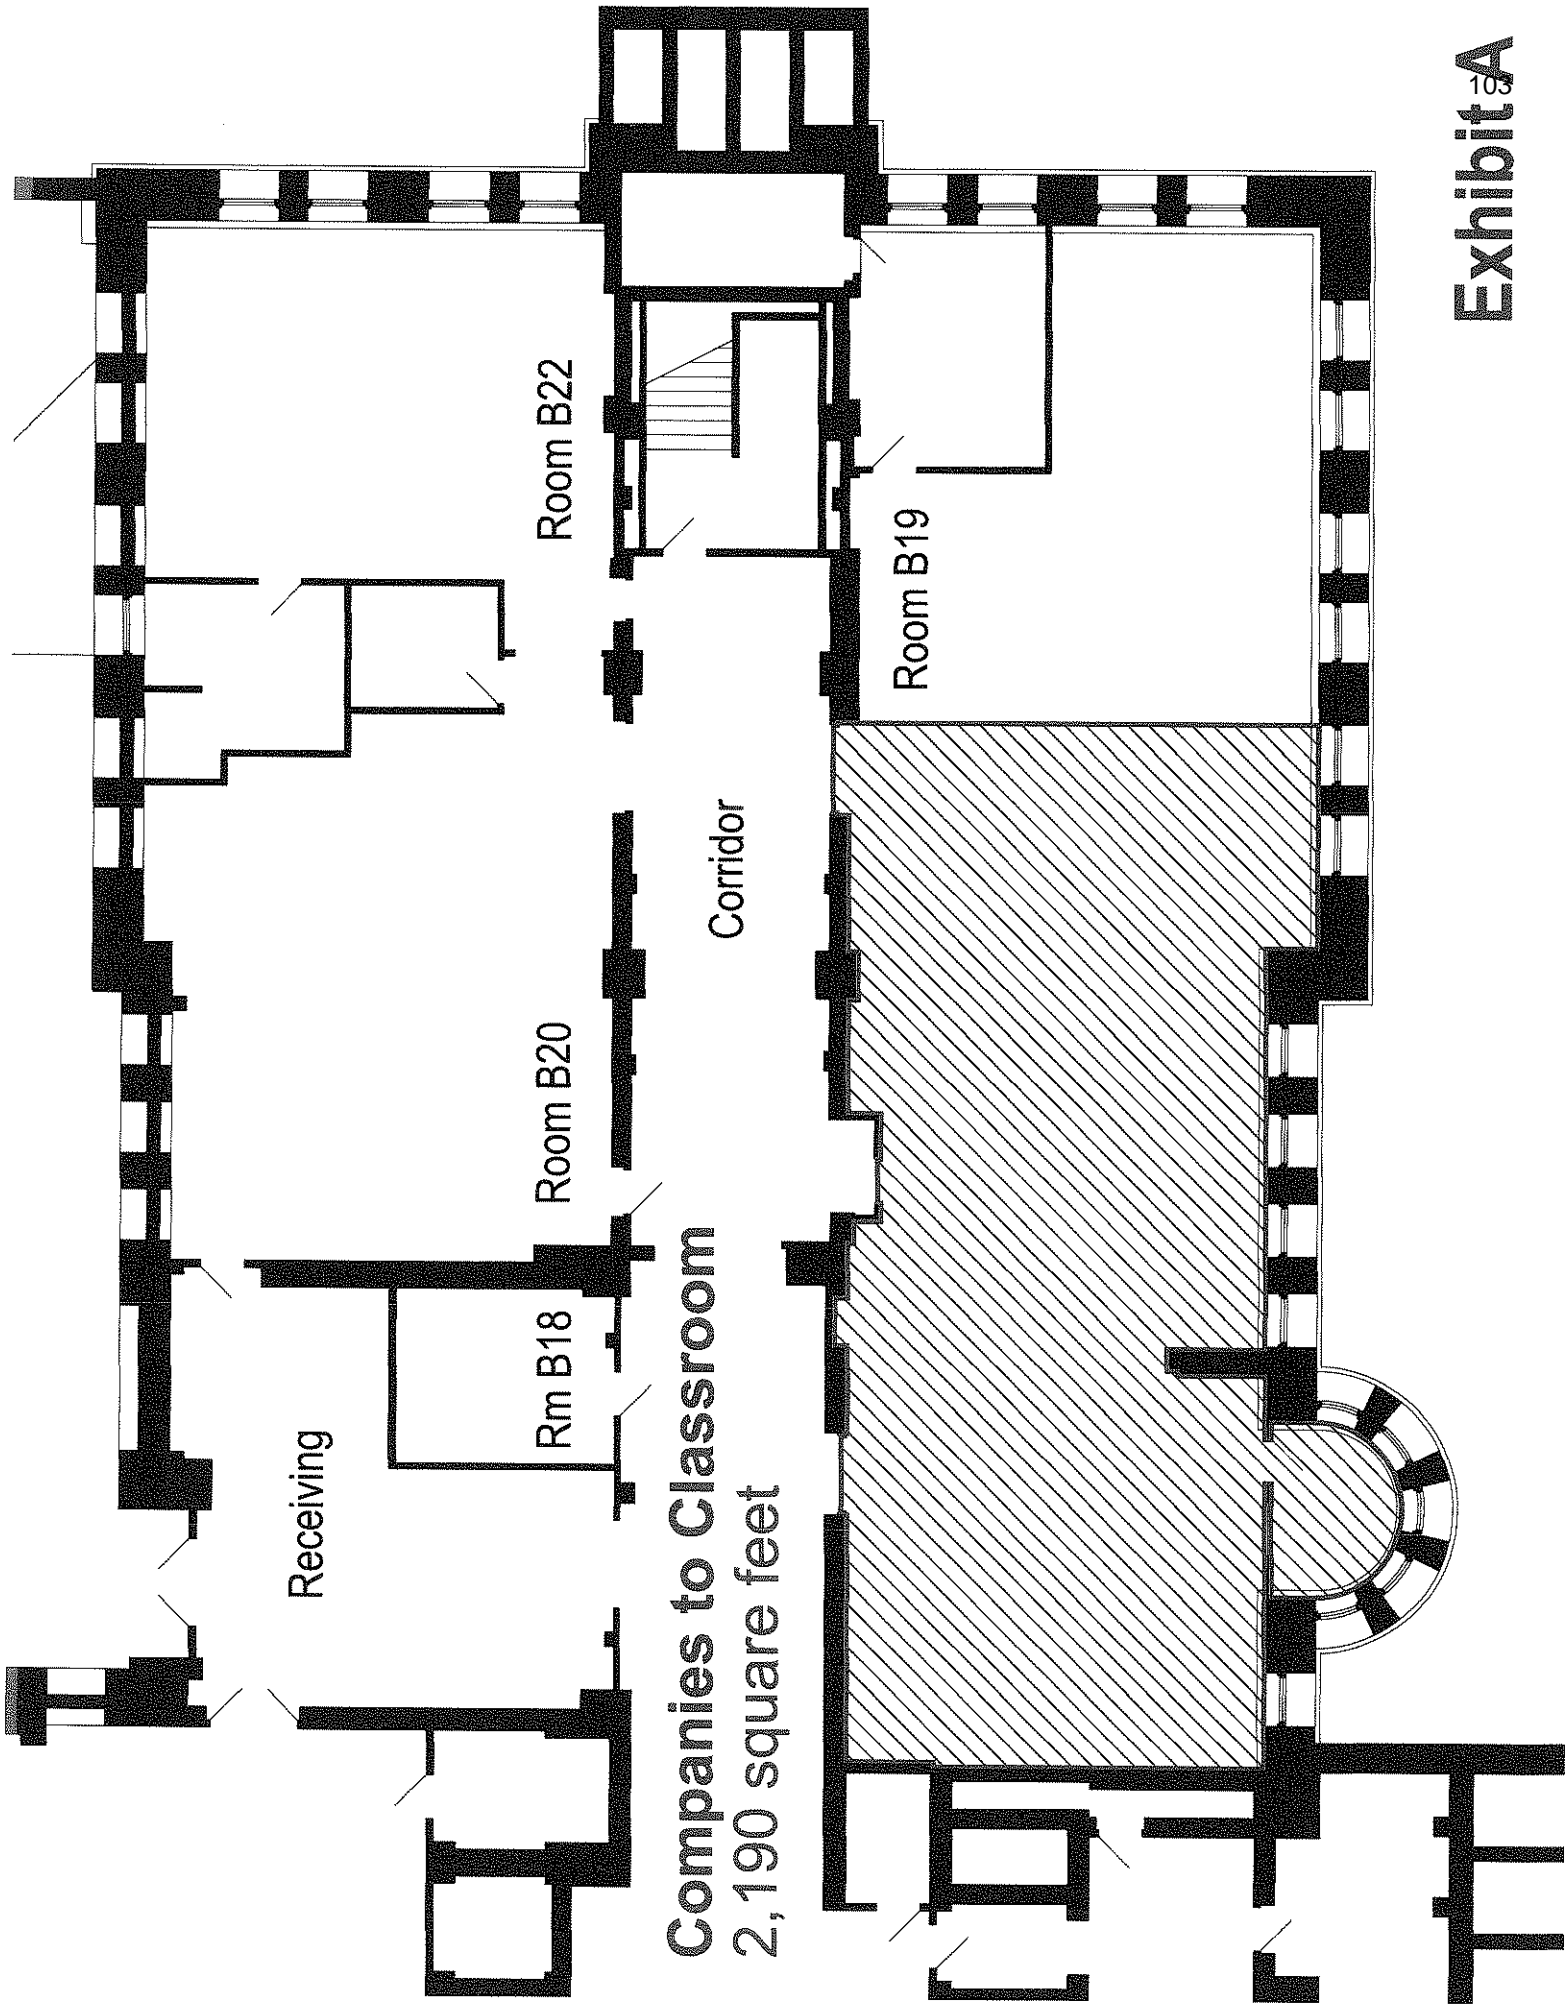 103
Exhibit A
Room B22
Room B19
Corridor
Room B20
Rm B18
Receiving
Companies to Classroom
2,190 square feet